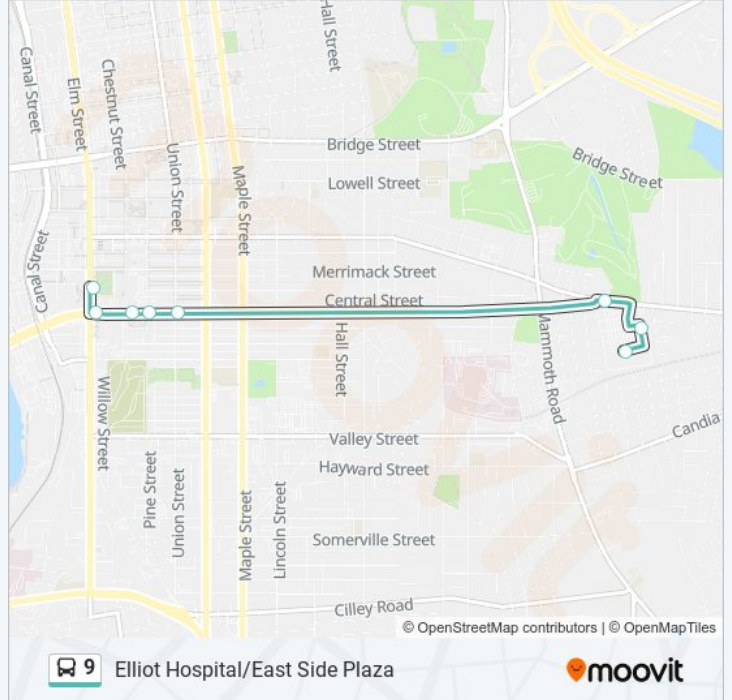 Hall Street
Canal Street
Elm Street
Chestnut Street
Union Street
Maple Street
Bridge Street
Bridge Street
Lowell Street
Canal Street
Merrimack Street
Central Street
Hall Street
Mammoth Road
Willow Street
Valley Street
Candia
Hayward Street
Pine Street
Union Street
Maple Street
Lincoln Street
Somerville Street
Cilley Road
© OpenStreetMap contributors | © OpenMapTiles
9 Elliot Hospital/East Side Plaza
moovit